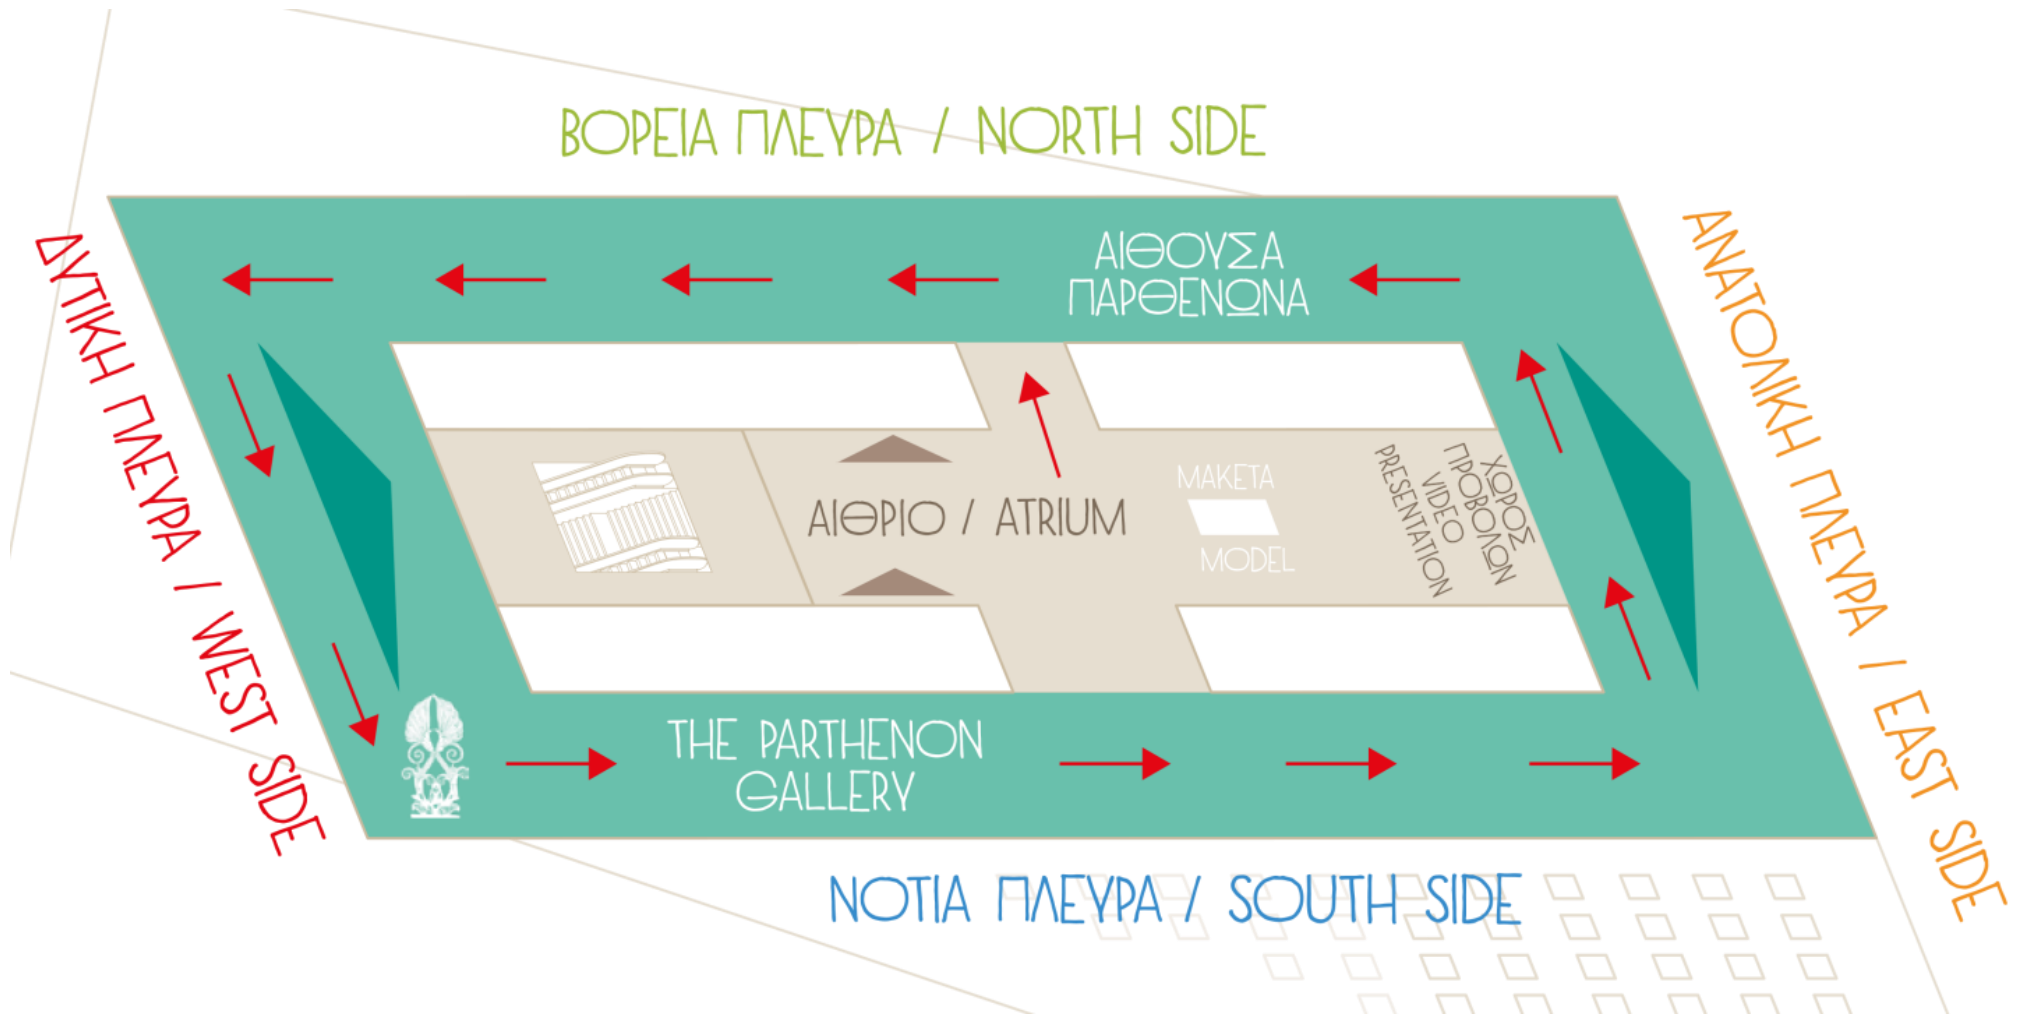 ΒΟΡΕΙΑ ΠΛΕΥΡΑ / NORTH SIDE
ΔΥΤΙΚΗ ΠΛΕΥΡΑ / WEST SIDE
ΑΙΘΟΥΣΑ
ΠΑΡΘΕΝΩΝΑ
ΑΝΑΤΟΛΙΚΗ ΠΛΕΥΡΑ / EAST SIDE
ΑΙΘΡΙΟ / ATRIUM
ΜΑΚΕΤΑ
MODEL
ΧΩΡΟΣ
ΠΡΟΒΟΛΩΝ
VIDEO
PRESENTATION
THE PARTHENON
GALLERY
ΝΟΤΙΑ ΠΛΕΥΡΑ / SOUTH SIDE